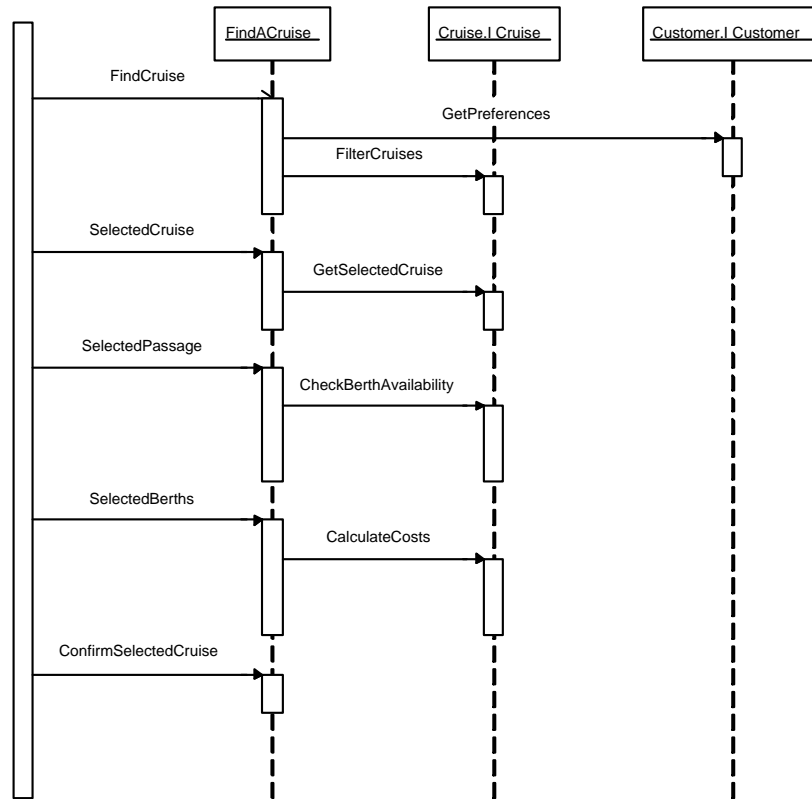 FindACruise
Cruise.I Cruise
Customer.I Customer
FindCruise
GetPreferences
FilterCruises
SelectedCruise
GetSelectedCruise
SelectedPassage
CheckBerthAvailability
SelectedBerths
CalculateCosts
ConfirmSelectedCruise